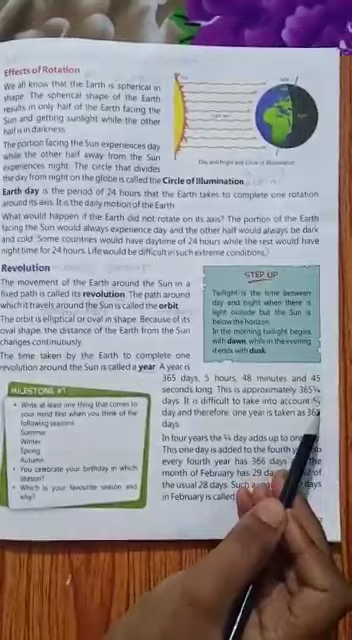 Effects of Rotation
We all know that the Earth is spherical in
shape. The spherical shape of the Earth
results in only half of the Earth facing the
Sun and getting sunlight while the other
half is in darkness.
The portion facing the Sun experiences day
while the other half away from the Sun
experiences night. The circle that divides
the day from night on the globe is called the Circle of Illumination
Day and Night and Circle of Illumination
Earth day is the period of 24 hours that the Earth takes to complete one rotation
around its axis. It is the daily motion of the Earth
What would happen if the Earth did not rotate on its axis? The portion of the Earth
facing the Sun would always experience day and the other half would always be dark
and cold. Some countries would have daytime of 24 hours while the rest would have
night time for 24 hours. Life would be difficult in such extreme conditions.
Revolution
The movement of the Earth around the Sun in a
fixed path is called its revolution. The path around
which it travels around the Sun is called the orbit.
The orbit is elliptical or oval in shape. Because of its
oval shape, the distance of the Earth from the Sun
changes continuously.
The time taken by the Earth to complete one
revolution around the Sun is called a year. A year is
STEP UP
Twilight is the time between
day and night when there is
light outside but the Sun is
below the horizon.
In the morning twilight begins
with dawn, while in the evening
it ends with dusk.
365 days, 5 hours, 48 minutes and 45
seconds long. This is approximately 365¼
days. It is difficult to take into account ¼
day and therefore, one year is taken as 365
days.
In four years the ¼ day adds up to one
This one day is added to the fourth
every fourth year has 366 days
month of February has 29 da
the usual 28 days. Such a days
in February is called
MILESTONE #1
• Write at least one thing that comes to
your mind first when you think of the
following seasons
Summer
Winter
Spring
Autumn
• You celebrate your birthday in which
season?
• Which is your favourite season and
why?